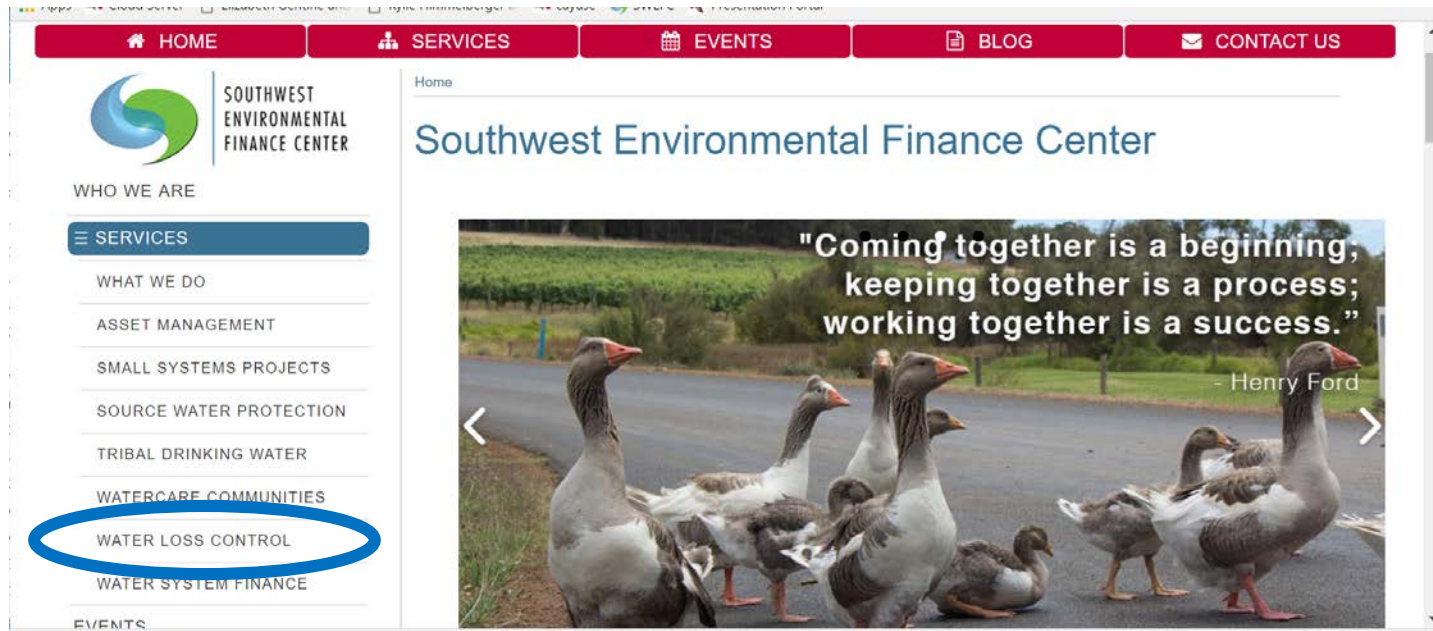 HOME
SERVICES
EVENTS
BLOG
CONTACT US
SOUTHWEST
ENVIRONMENTAL
FINANCE CENTER
Home
Southwest Environmental Finance Center
WHO WE ARE
SERVICES
WHAT WE DO
ASSET MANAGEMENT
SMALL SYSTEMS PROJECTS
SOURCE WATER PROTECTION
TRIBAL DRINKING WATER
WATERCARE COMMUNITIES
WATER LOSS CONTROL
WATER SYSTEM FINANCE
EVENTS
"Coming together is a beginning;
keeping together is a process;
working together is a success.”
- Henry Ford